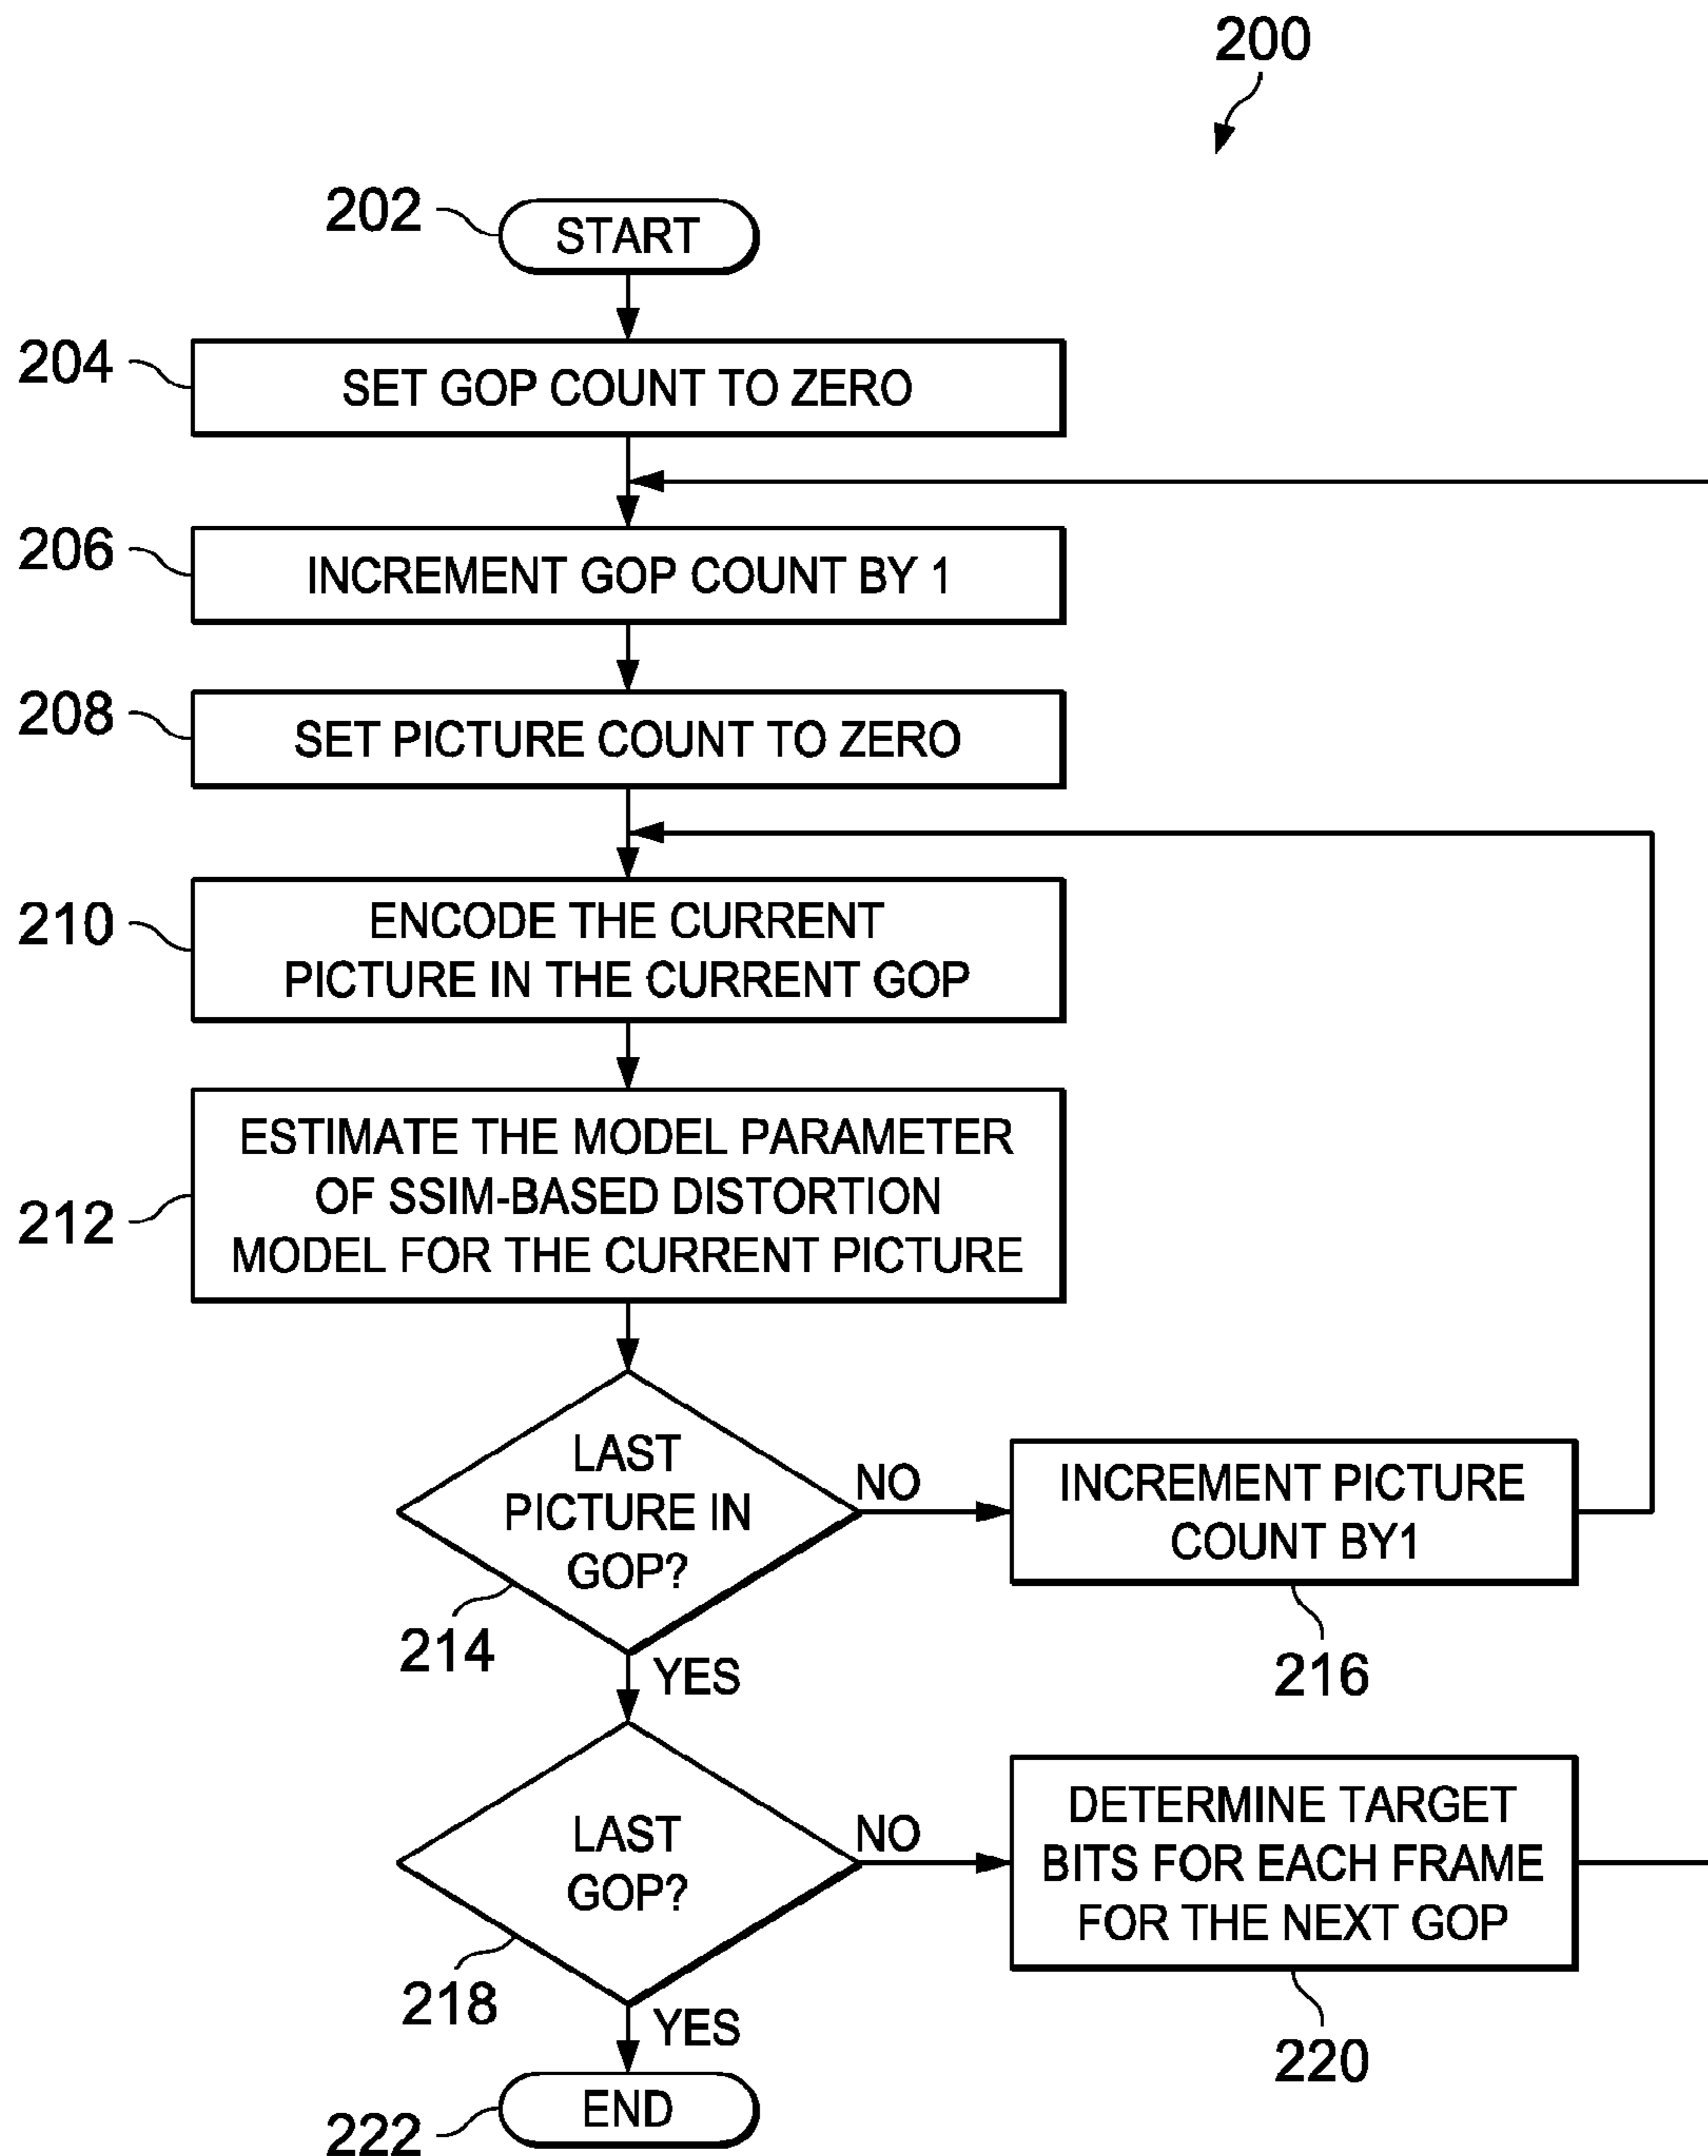 200
202
START
204
SET GOP COUNT TO ZERO
206
INCREMENT GOP COUNT BY 1
208
SET PICTURE COUNT TO ZERO
210
ENCODE THE CURRENT
PICTURE IN THE CURRENT GOP
212
ESTIMATE THE MODEL PARAMETER
OF SSIM-BASED DISTORTION
MODEL FOR THE CURRENT PICTURE
LAST
PICTURE IN
GOP?
214
NO
YES
INCREMENT PICTURE
COUNT BY1
216
LAST
GOP?
218
NO
YES
DETERMINE TARGET
BITS FOR EACH FRAME
FOR THE NEXT GOP
220
END
222